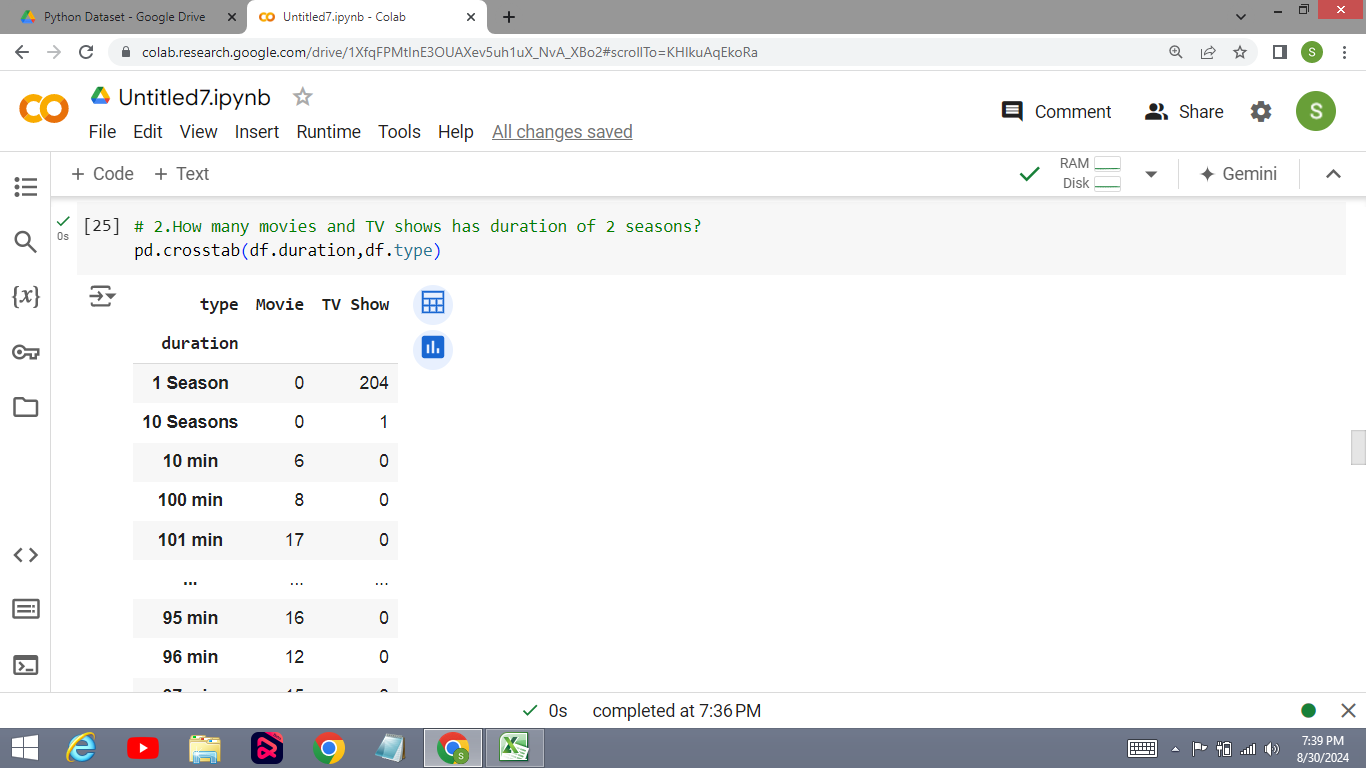 Python Dataset - Google Drive
Untitled7.ipynb - Colab
colab.research.google.com/drive/1XfqFPMtInE3OUAXev5uh1uX_NvA_XBo2#scrollTo=KHIkuAqEkoRa
S
Untitled7.ipynb
File Edit View Insert Runtime Tools Help All changes saved
Comment Share S
+ Code + Text
RAM
Disk
Gemini
[25] # 2.How many movies and TV shows has duration of 2 seasons?
0s
pd.crosstab(df.duration,df.type)
{x}
type Movie TV Show
duration
1 Season 0 204
10 Seasons 0 1
10 min 6 0
100 min 8 0
101 min 17 0
... ... ...
95 min 16 0
96 min 12 0
0s completed at 7:36 PM
7:39 PM
8/30/2024